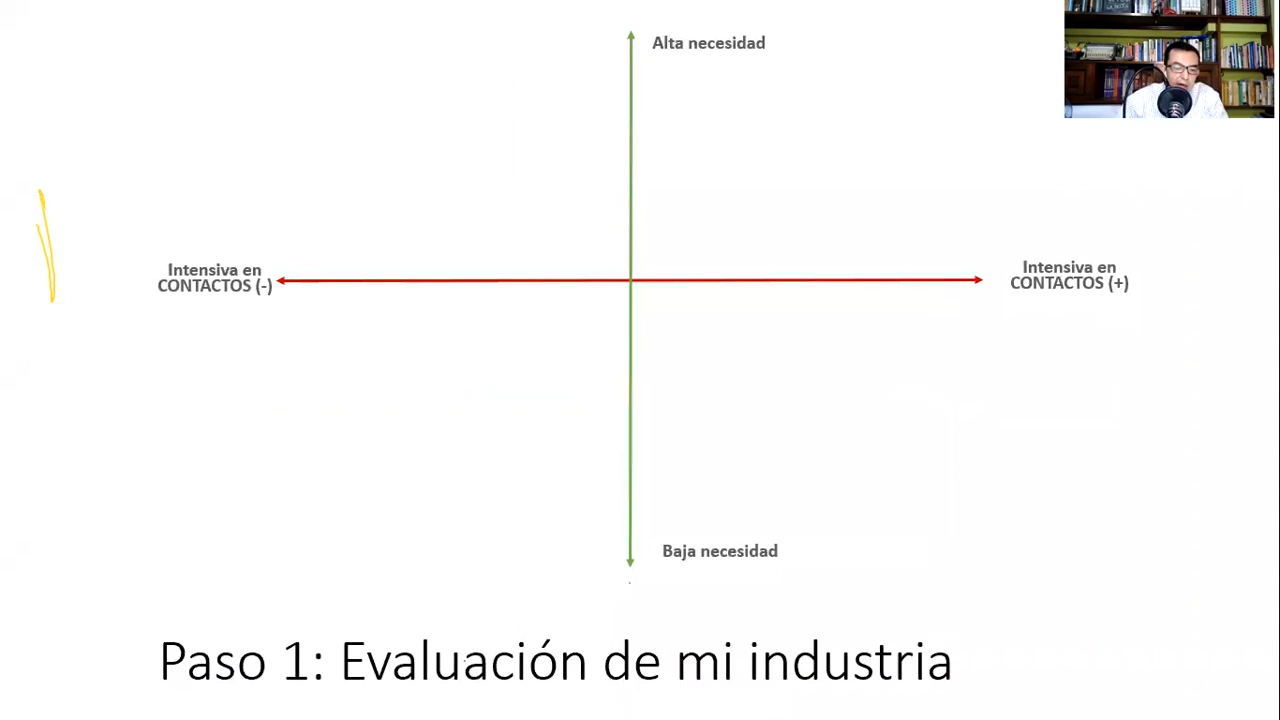 Alta necesidad
Intensiva en
CONTACTOS (-)
Intensiva en
CONTACTOS (+)
Baja necesidad
Paso 1: Evaluación de mi industria